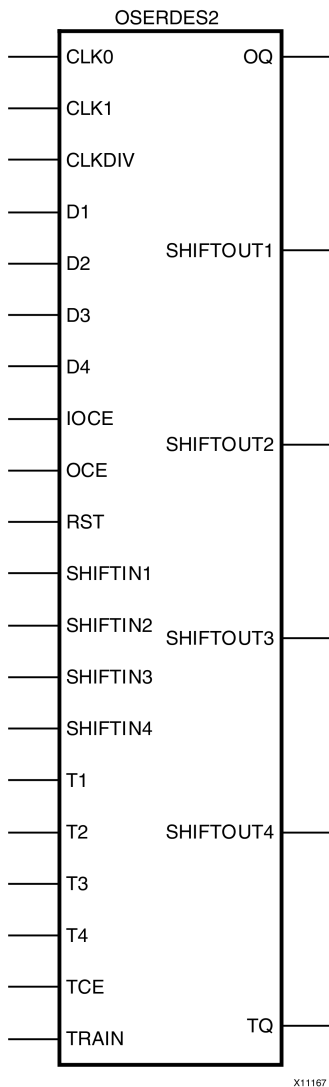 OSERDES2
CLK0
OQ
CLK1
CLKDIV
D1
SHIFTOUT1
D2
D3
D4
IOCE
SHIFTOUT2
OCE
RST
SHIFTIN1
SHIFTIN2
SHIFTOUT3
SHIFTIN3
SHIFTIN4
T1
T2
SHIFTOUT4
T3
T4
TCE
TQ
TRAIN
X11167